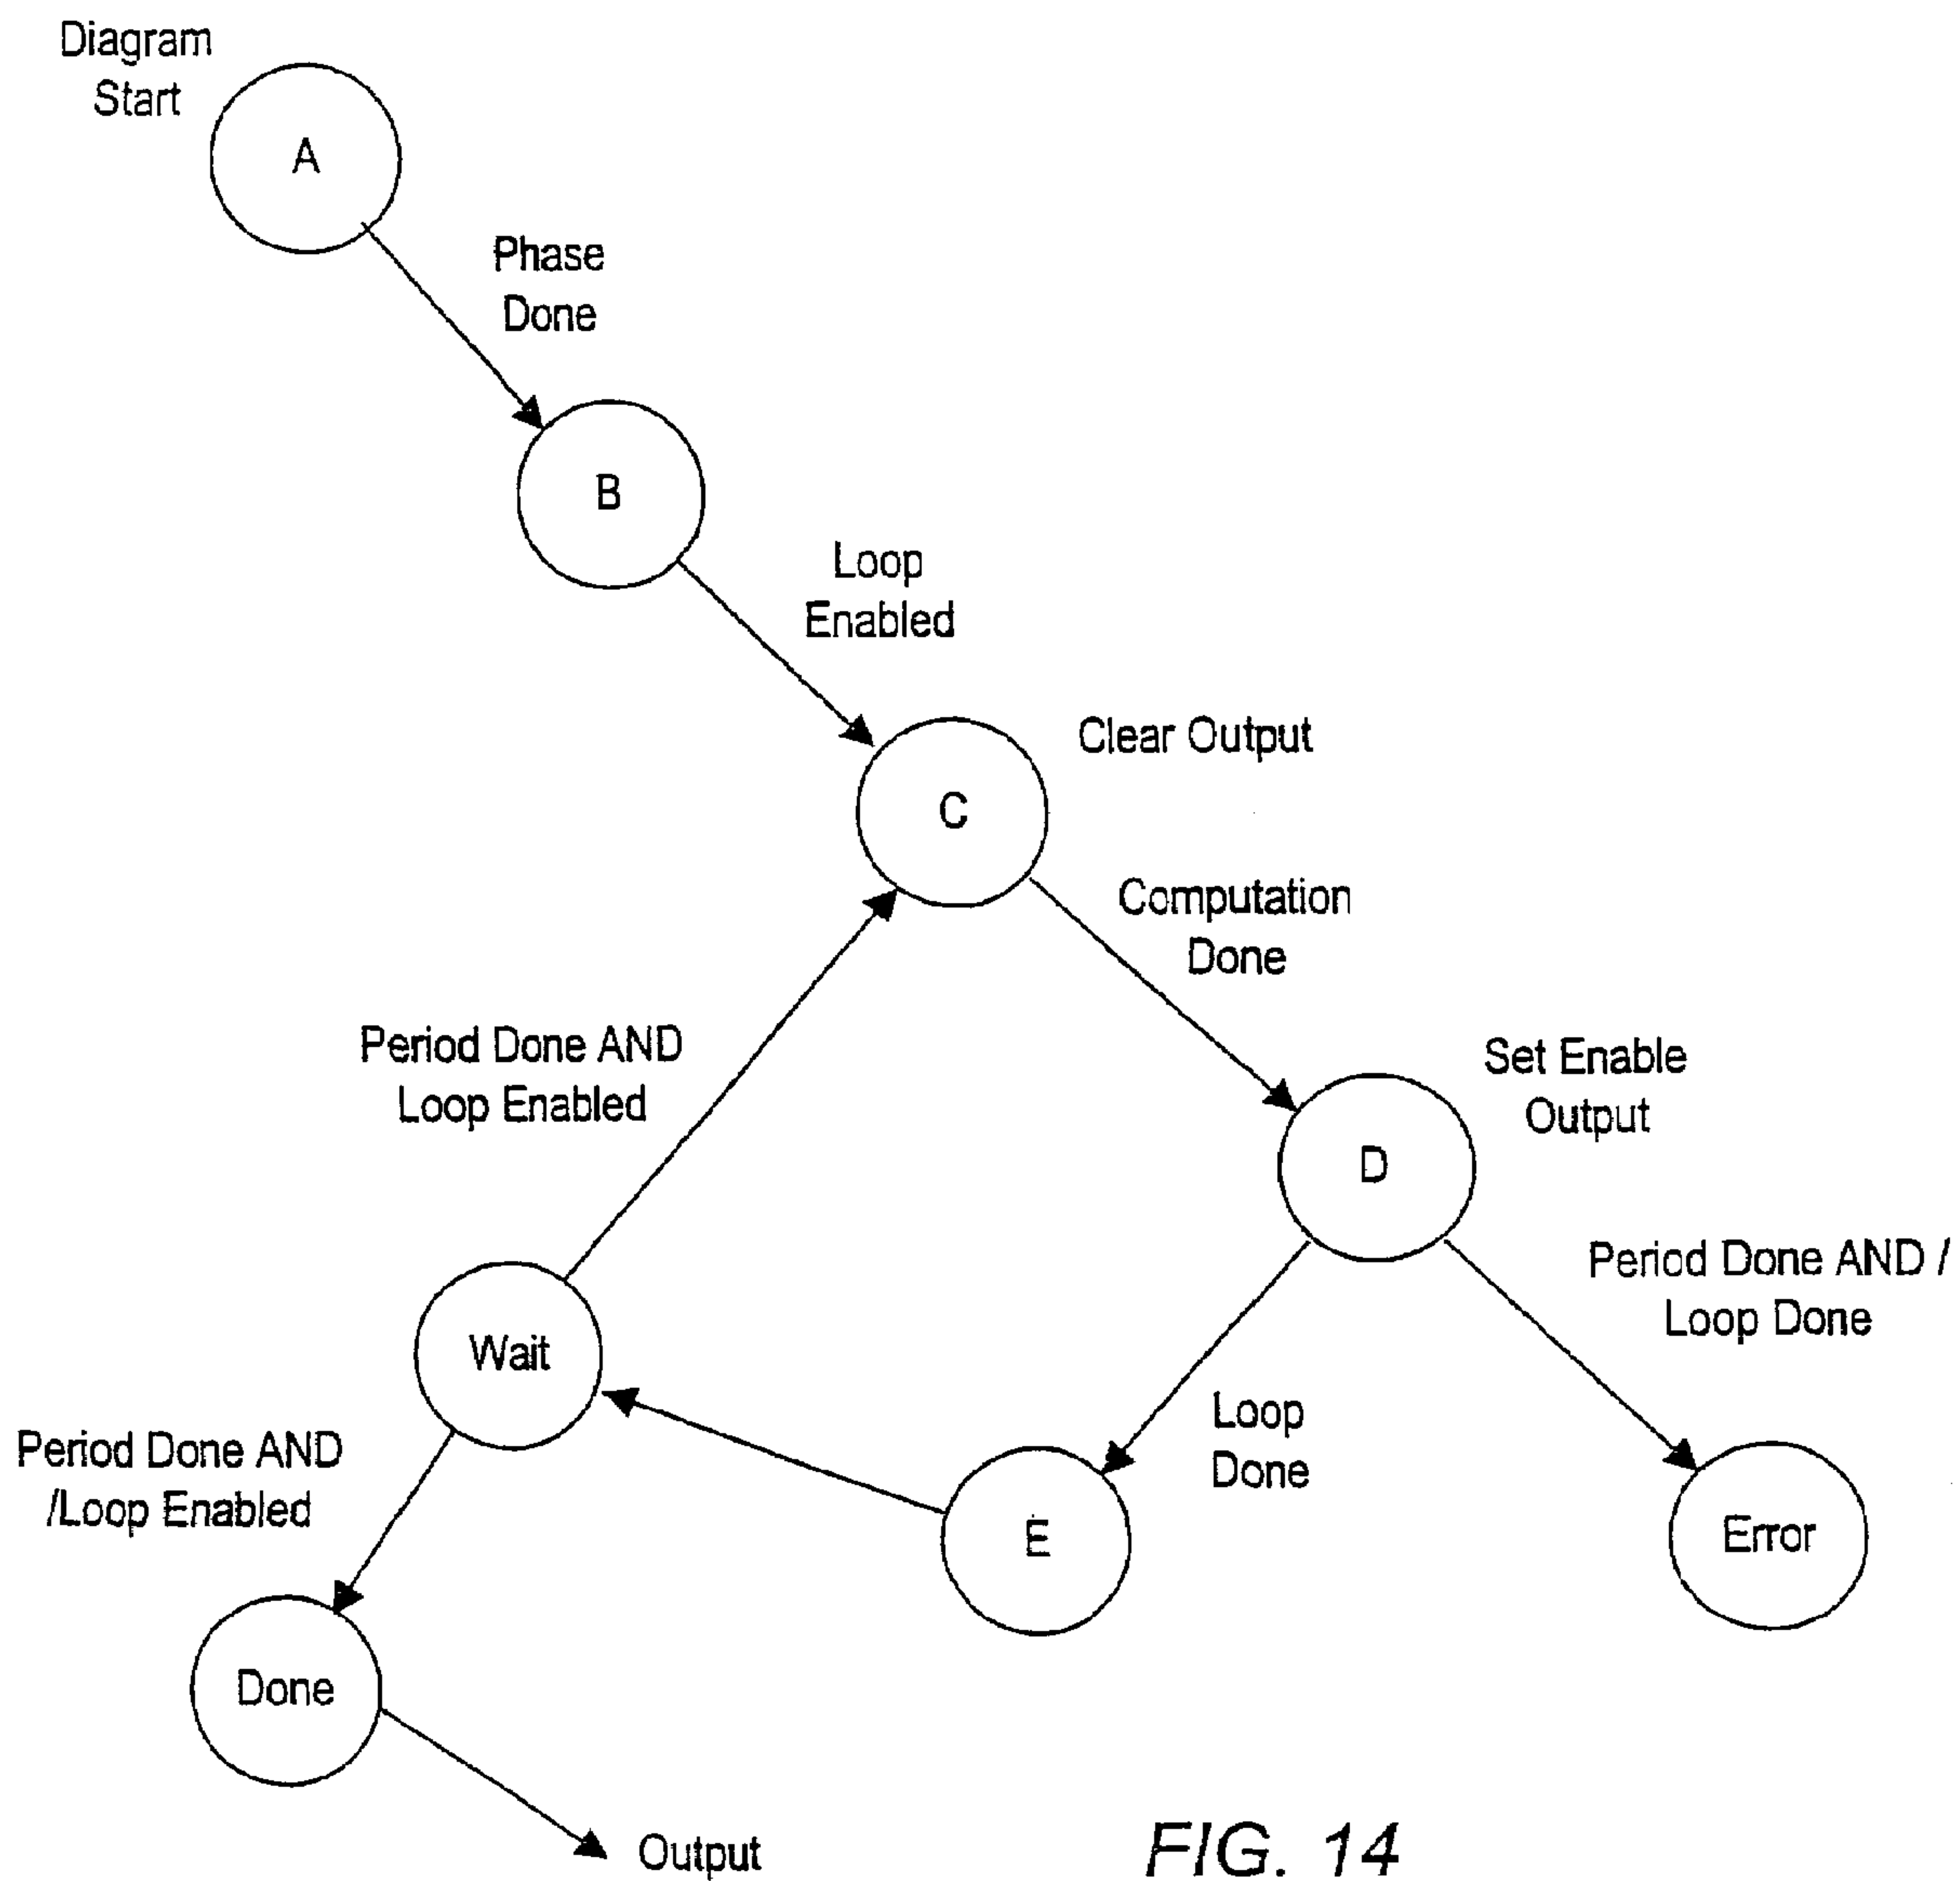 Diagram
Start
A
Phase
Done
B
Loop
Enabled
Clear Output
C
Computation
Done
Period Done AND
Loop Enabled
Set Enable
Output
D
Period Done AND /
Loop Done
Wait
Loop
Done
Period Done AND
/Loop Enabled
E
Error
Done
Output
FIG. 14